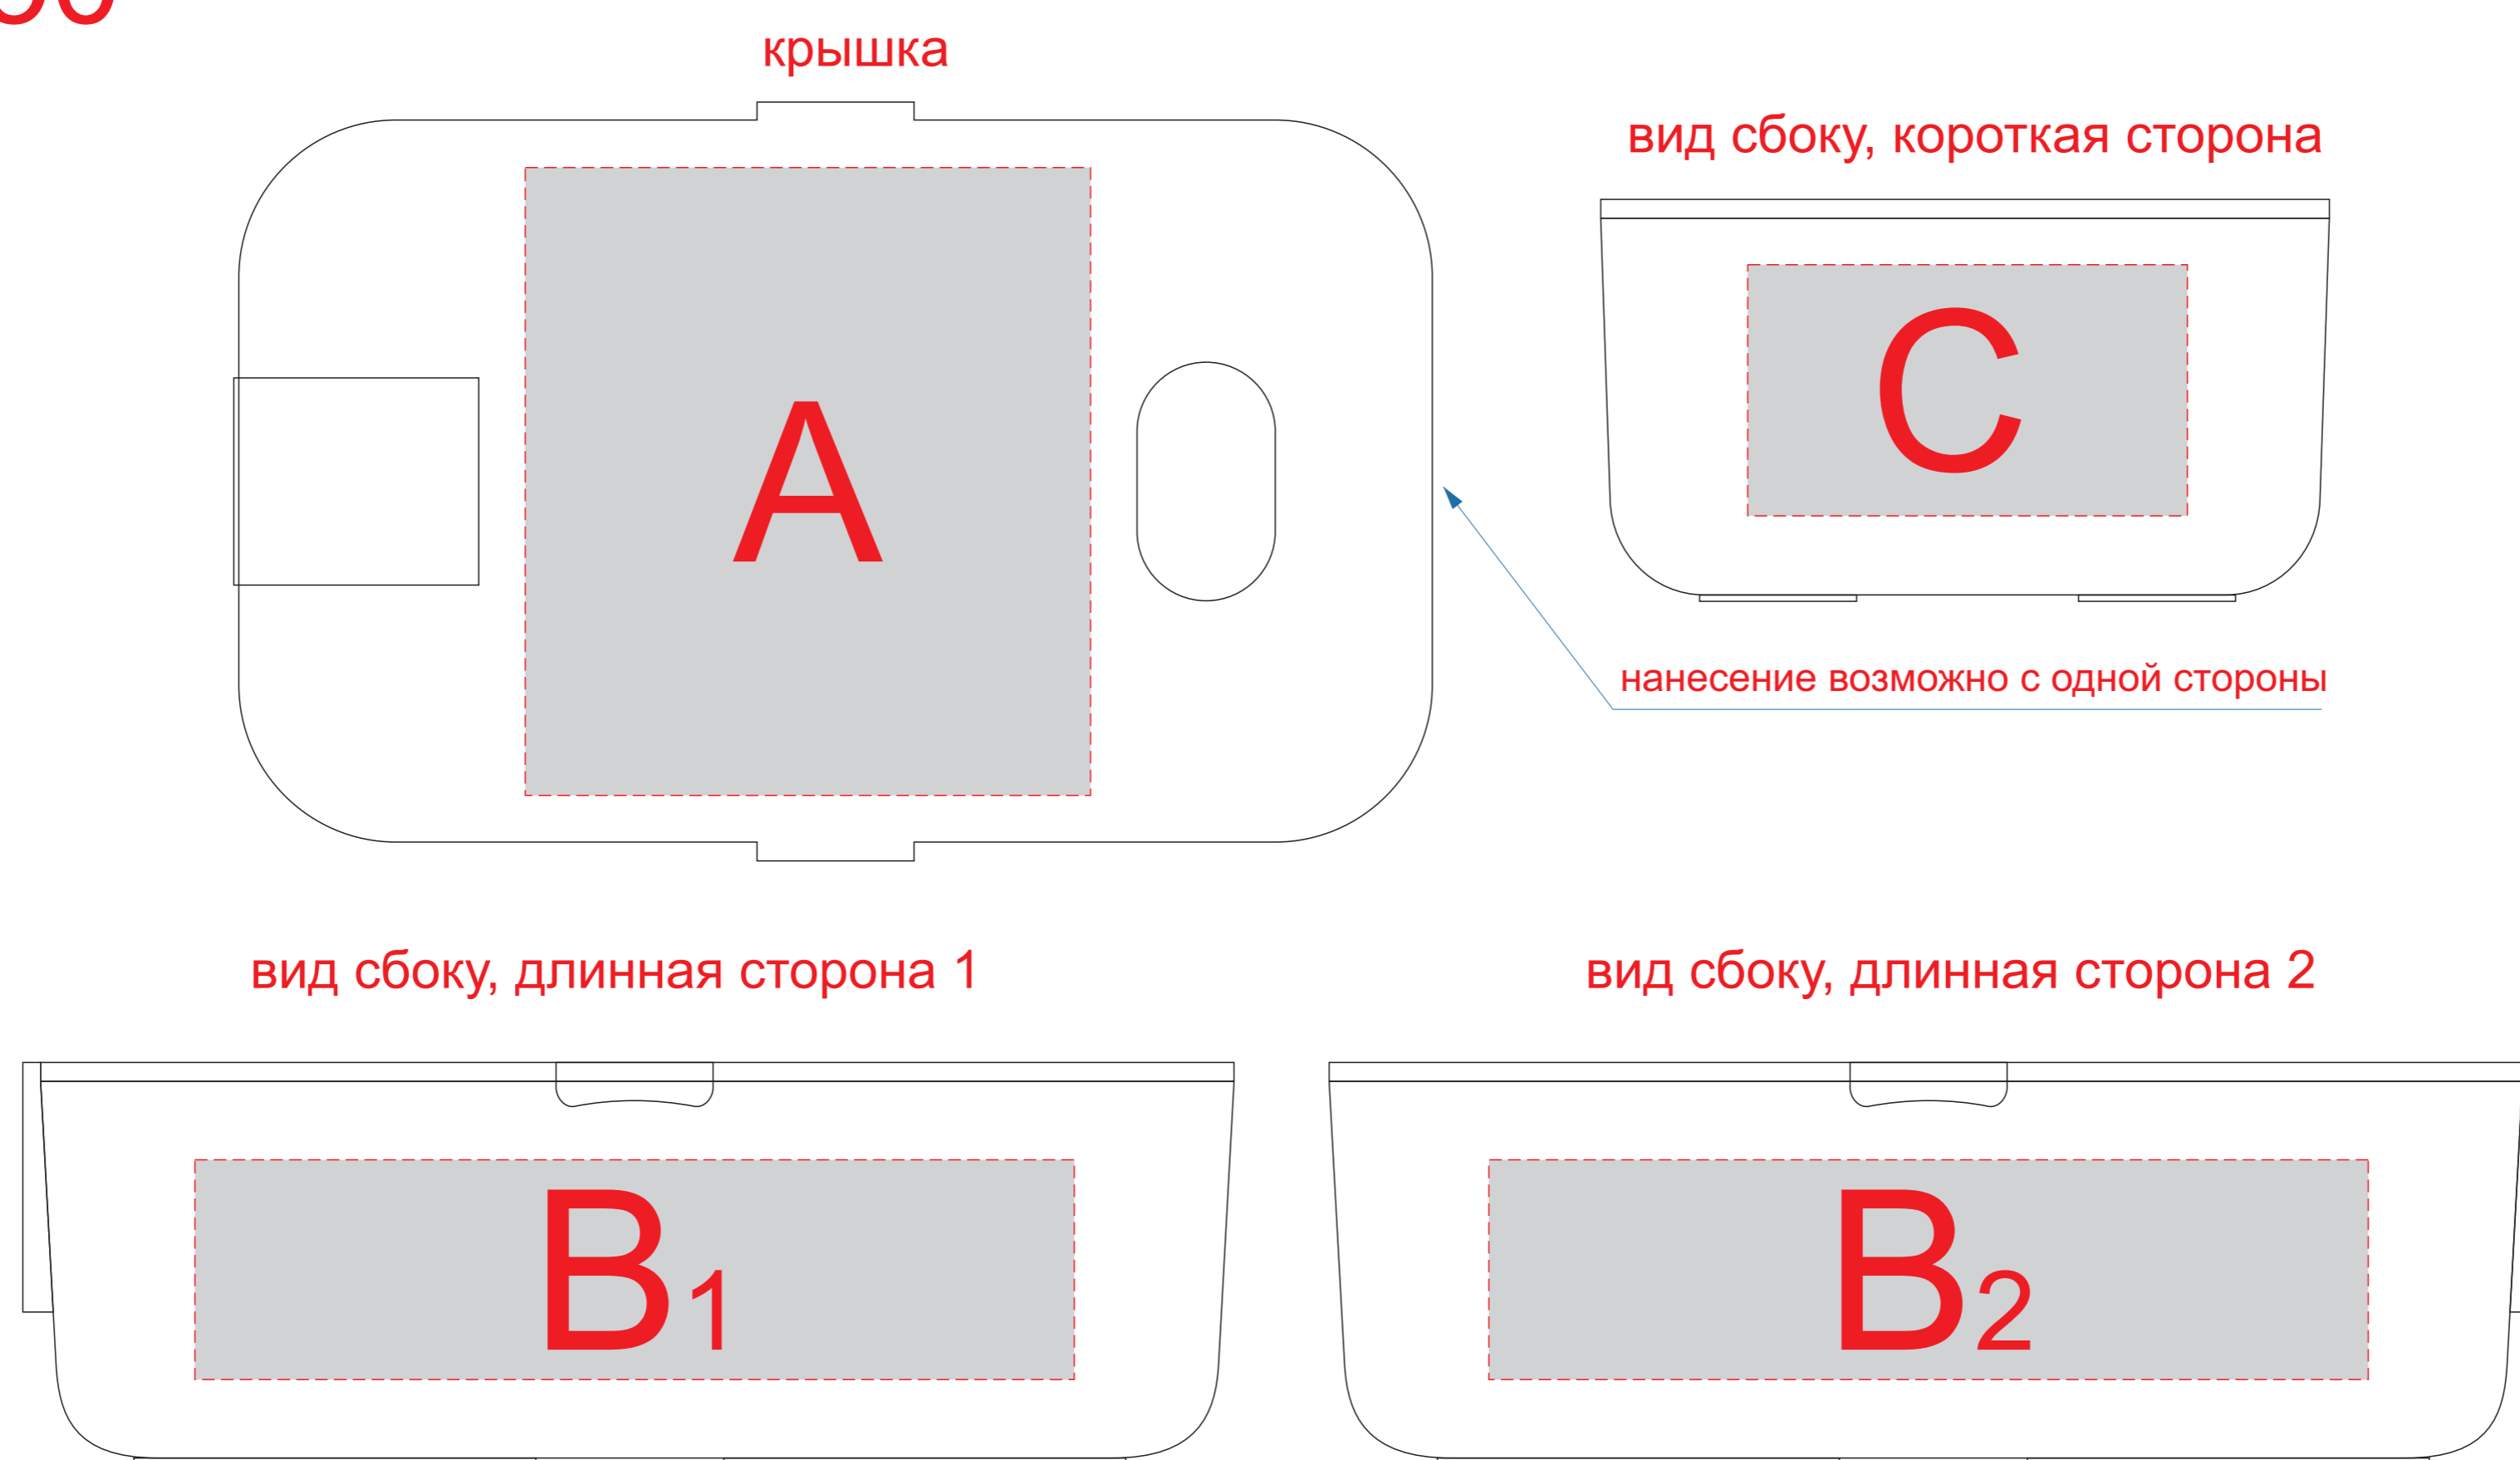 крышка
вид сбоку, короткая сторона
A
C
нанесение возможно с одной стороны
вид сбоку, длинная сторона 1
вид сбоку, длинная сторона 2
B1
B2